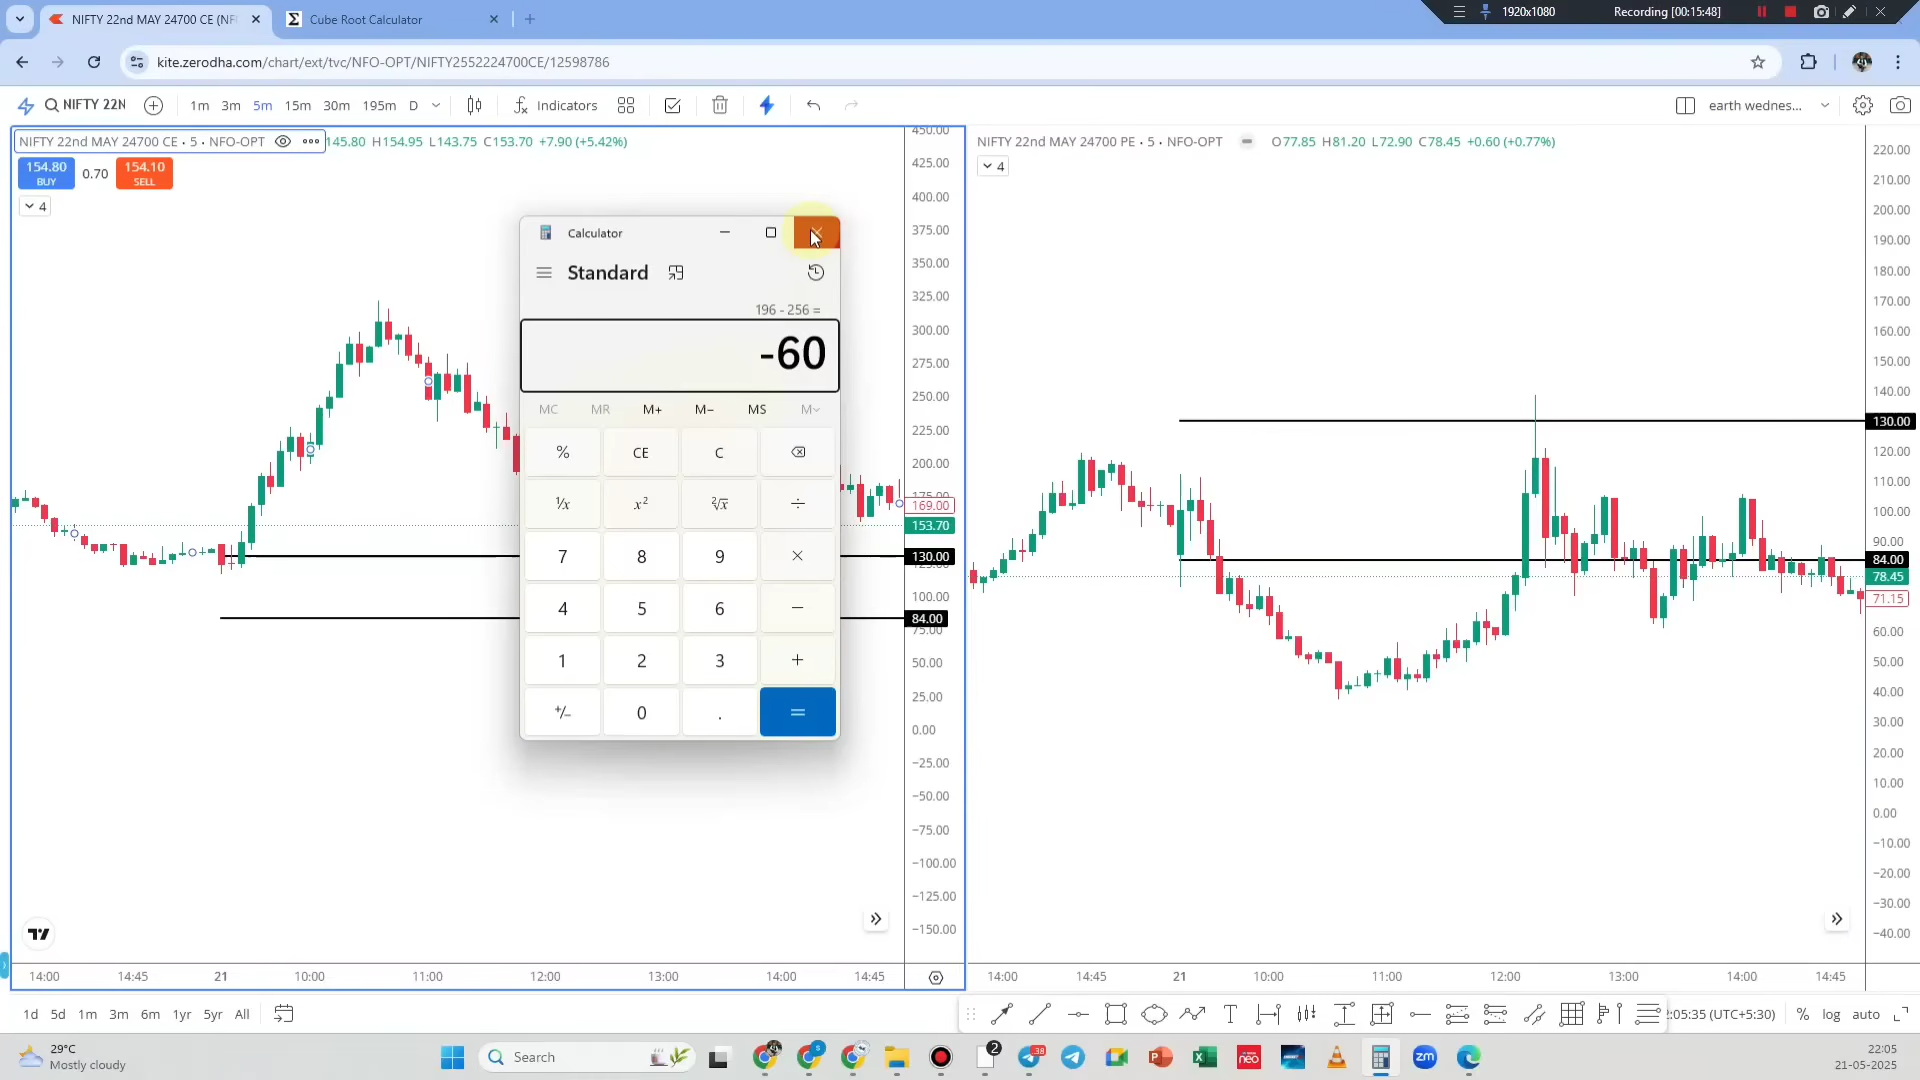 NIFTY 22nd MAY 24700 CE (NF
Cube Root Calculator
1920x1080
Recording [00:15:48]
kite.zerodha.com/chart/ext/tvc/NFO-OPT/NIFTY2552224700CE/12598786
NIFTY 22N
1m 3m 5m 15m 30m 195m D
Indicators
earth wednes...
NIFTY 22nd MAY 24700 CE · 5 · NFO-OPT
145.80 H154.95 L143.75 C153.70 +7.90 (+5.42%)
154.80
BUY
0.70
154.10
SELL
4
NIFTY 22nd MAY 24700 PE · 5 · NFO-OPT
O77.85 H81.20 L72.90 C78.45 +0.60 (+0.77%)
4
Calculator
Standard
196 - 256 =
-60
MC MR M+ M− MS M
% CE C
¹/x x² ²√x ÷
7 8 9 ×
4 5 6 −
1 2 3 +
+/− 0 . =
450.00
425.00
400.00
375.00
350.00
325.00
300.00
275.00
250.00
225.00
200.00
175.00
169.00
153.70
130.00
125.00
100.00
84.00
75.00
50.00
25.00
0.00
−25.00
−50.00
−75.00
−100.00
−125.00
−150.00
220.00
210.00
200.00
190.00
180.00
170.00
160.00
150.00
140.00
130.00
120.00
110.00
100.00
90.00
84.00
78.45
71.15
60.00
50.00
40.00
30.00
20.00
10.00
0.00
−10.00
−20.00
−30.00
−40.00
14:00 14:45 21 10:00 11:00 12:00 13:00 14:00 14:45
14:00 14:45 21 10:00 11:00 12:00 13:00 14:00 14:45
1d 5d 1m 3m 6m 1yr 5yr All
:05:35 (UTC+5:30) % log auto
29°C
Mostly cloudy
Search
2
38
neo
zm
22:05
21-05-2025